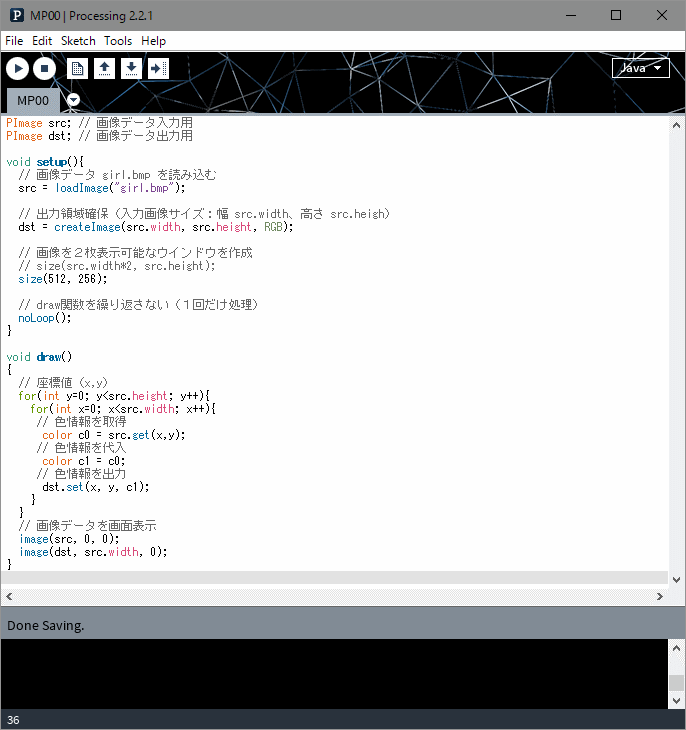 MP00 | Processing 2.2.1
File Edit Sketch Tools Help
Java
MP00
PImage src; // 画像データ入力用
PImage dst; // 画像データ出力用
void setup(){
// 画像データ girl.bmp を読み込む
src = loadImage("girl.bmp");
// 出力領域確保（入力画像サイズ：幅 src.width、高さ src.heigh）
dst = createImage(src.width, src.height, RGB);
// 画像を２枚表示可能なウインドウを作成
// size(src.width*2, src.height);
size(512, 256);
// draw関数を繰り返さない（１回だけ処理）
noLoop();
}
void draw()
{
// 座標値（x,y）
for(int y=0; y<src.height; y++){
for(int x=0; x<src.width; x++){
// 色情報を取得
color c0 = src.get(x,y);
// 色情報を代入
color c1 = c0;
// 色情報を出力
dst.set(x, y, c1);
}
}
// 画像データを画面表示
image(src, 0, 0);
image(dst, src.width, 0);
}
Done Saving.
36